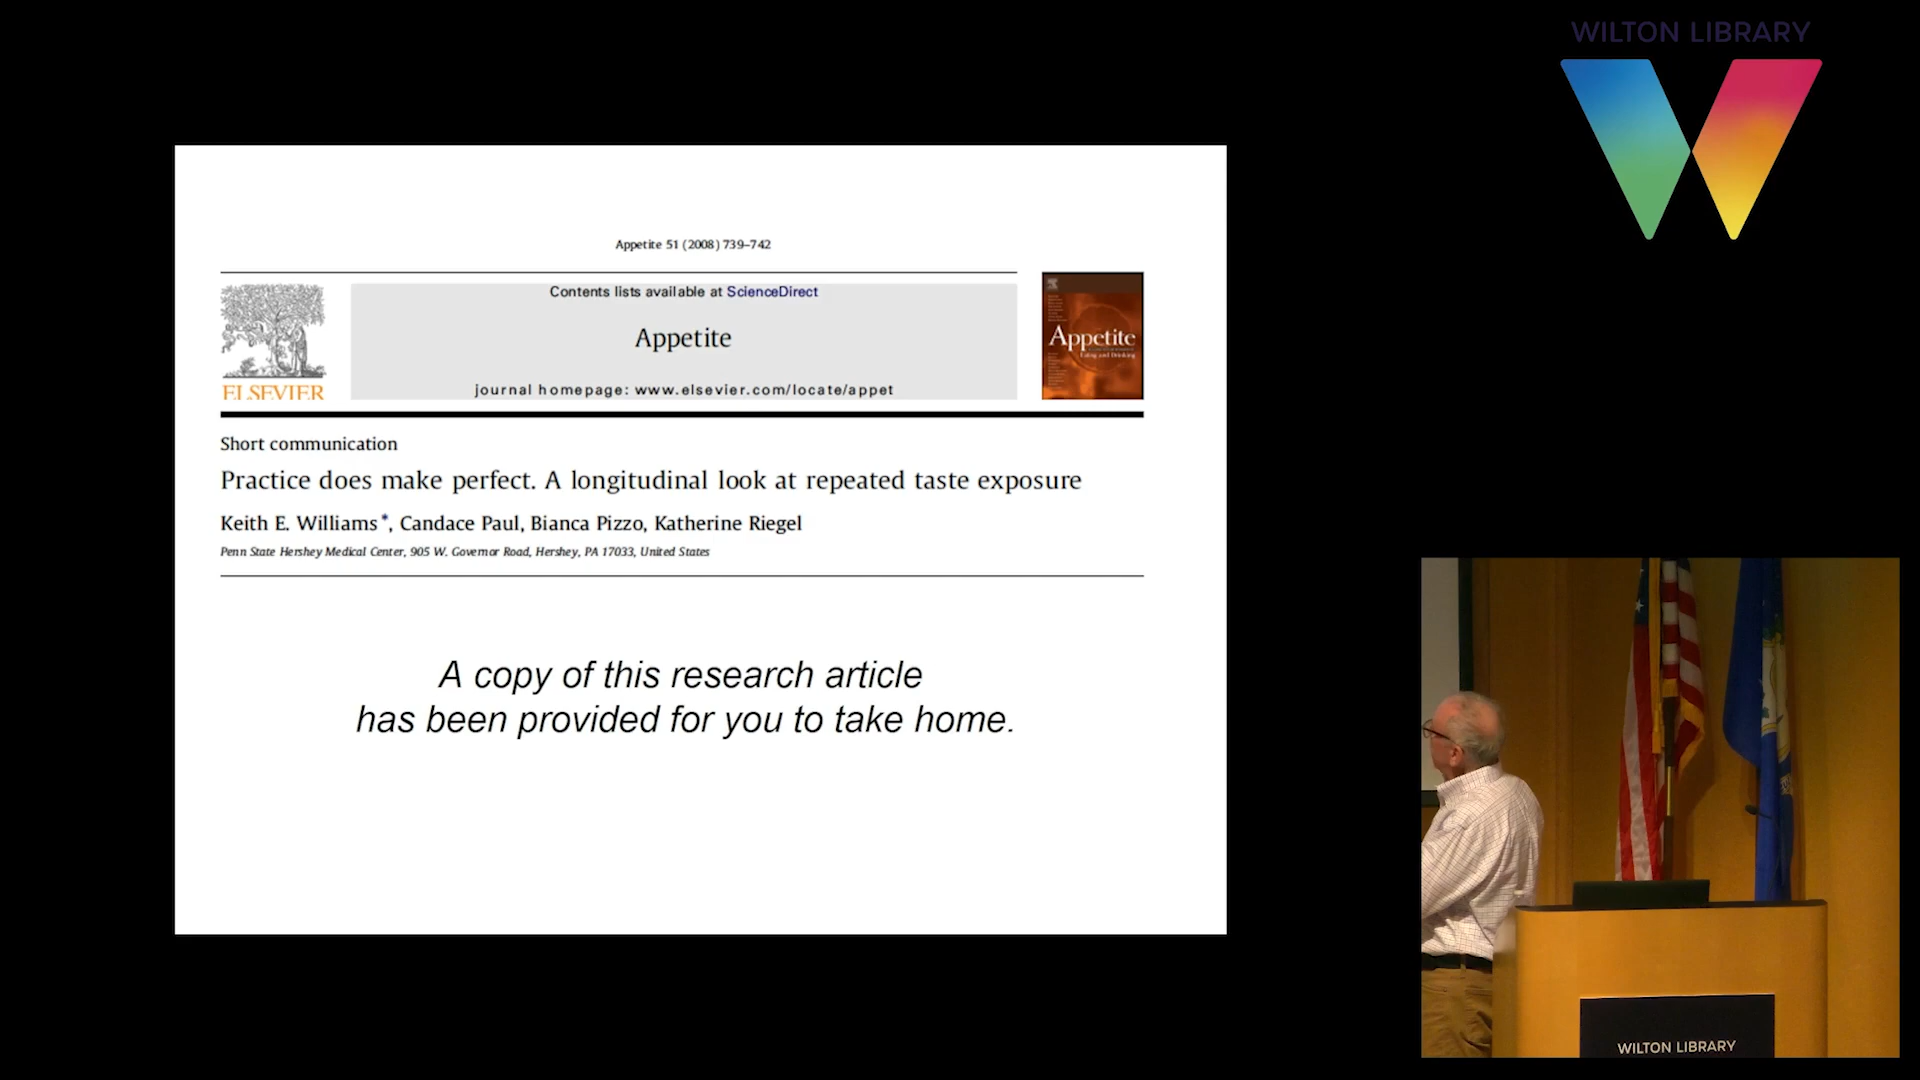 WILTON LIBRARY
Appetite 51 (2008) 739–742
Contents lists available at ScienceDirect
Appetite
journal homepage: www.elsevier.com/locate/appet
ELSEVIER
Appetite
Eating and Drinking
Short communication
Practice does make perfect. A longitudinal look at repeated taste exposure
Keith E. Williams*, Candace Paul, Bianca Pizzo, Katherine Riegel
Penn State Hershey Medical Center, 905 W. Governor Road, Hershey, PA 17033, United States
A copy of this research article
has been provided for you to take home.
WILTON LIBRARY